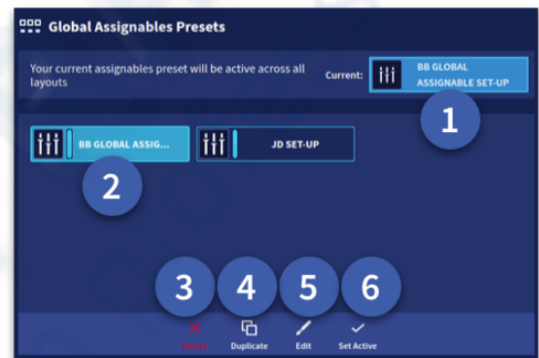 Global Assignables Presets
Your current assignables preset will be active across all
layouts
Current:
BB GLOBAL
ASSIGNABLE SET-UP
1
BB GLOBAL ASSIG...
JD SET-UP
2
3 4 5 6
Delete Duplicate Edit Set Active